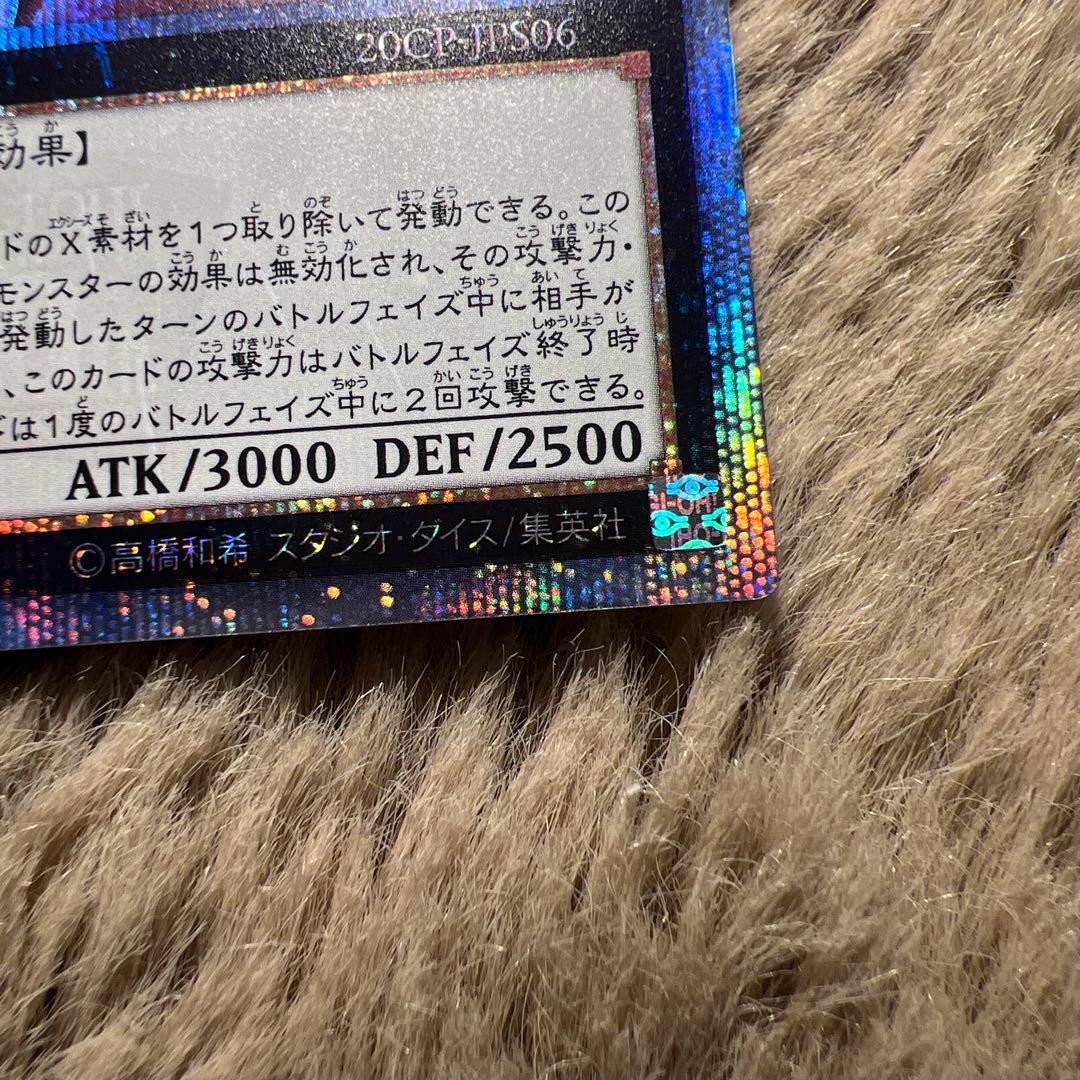 20CP-JPS06
効果】
ドのX素材を1つ取り除いて発動できる。この
モンスターの効果は無効化され、その攻撃力・
発動したターンのバトルフェイズ中に相手が
、このカードの攻撃力はバトルフェイズ終了時
は1度のバトルフェイズ中に2回攻撃できる。
ATK/3000 DEF/2500
©高橋和希 スタジオ・ダイス/集英社